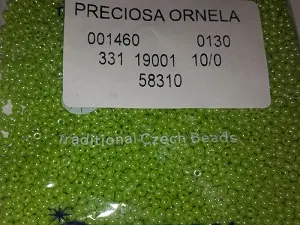 PRECIOSA ORNELA
001460 0130
331 19001 10/0
58310
Traditional Czech Beads